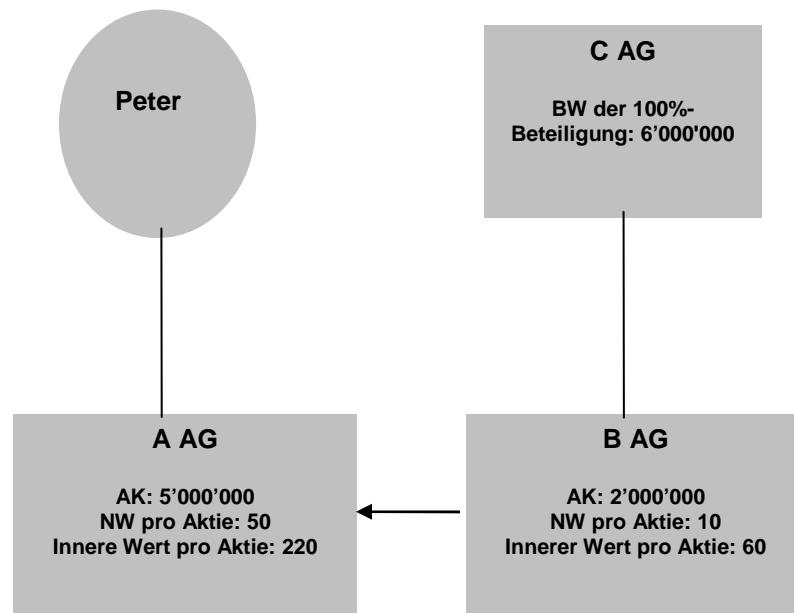 Peter
C AG
BW der 100%-
Beteiligung: 6’000'000
A AG
AK: 5’000’000
NW pro Aktie: 50
Innere Wert pro Aktie: 220
B AG
AK: 2’000’000
NW pro Aktie: 10
Innerer Wert pro Aktie: 60